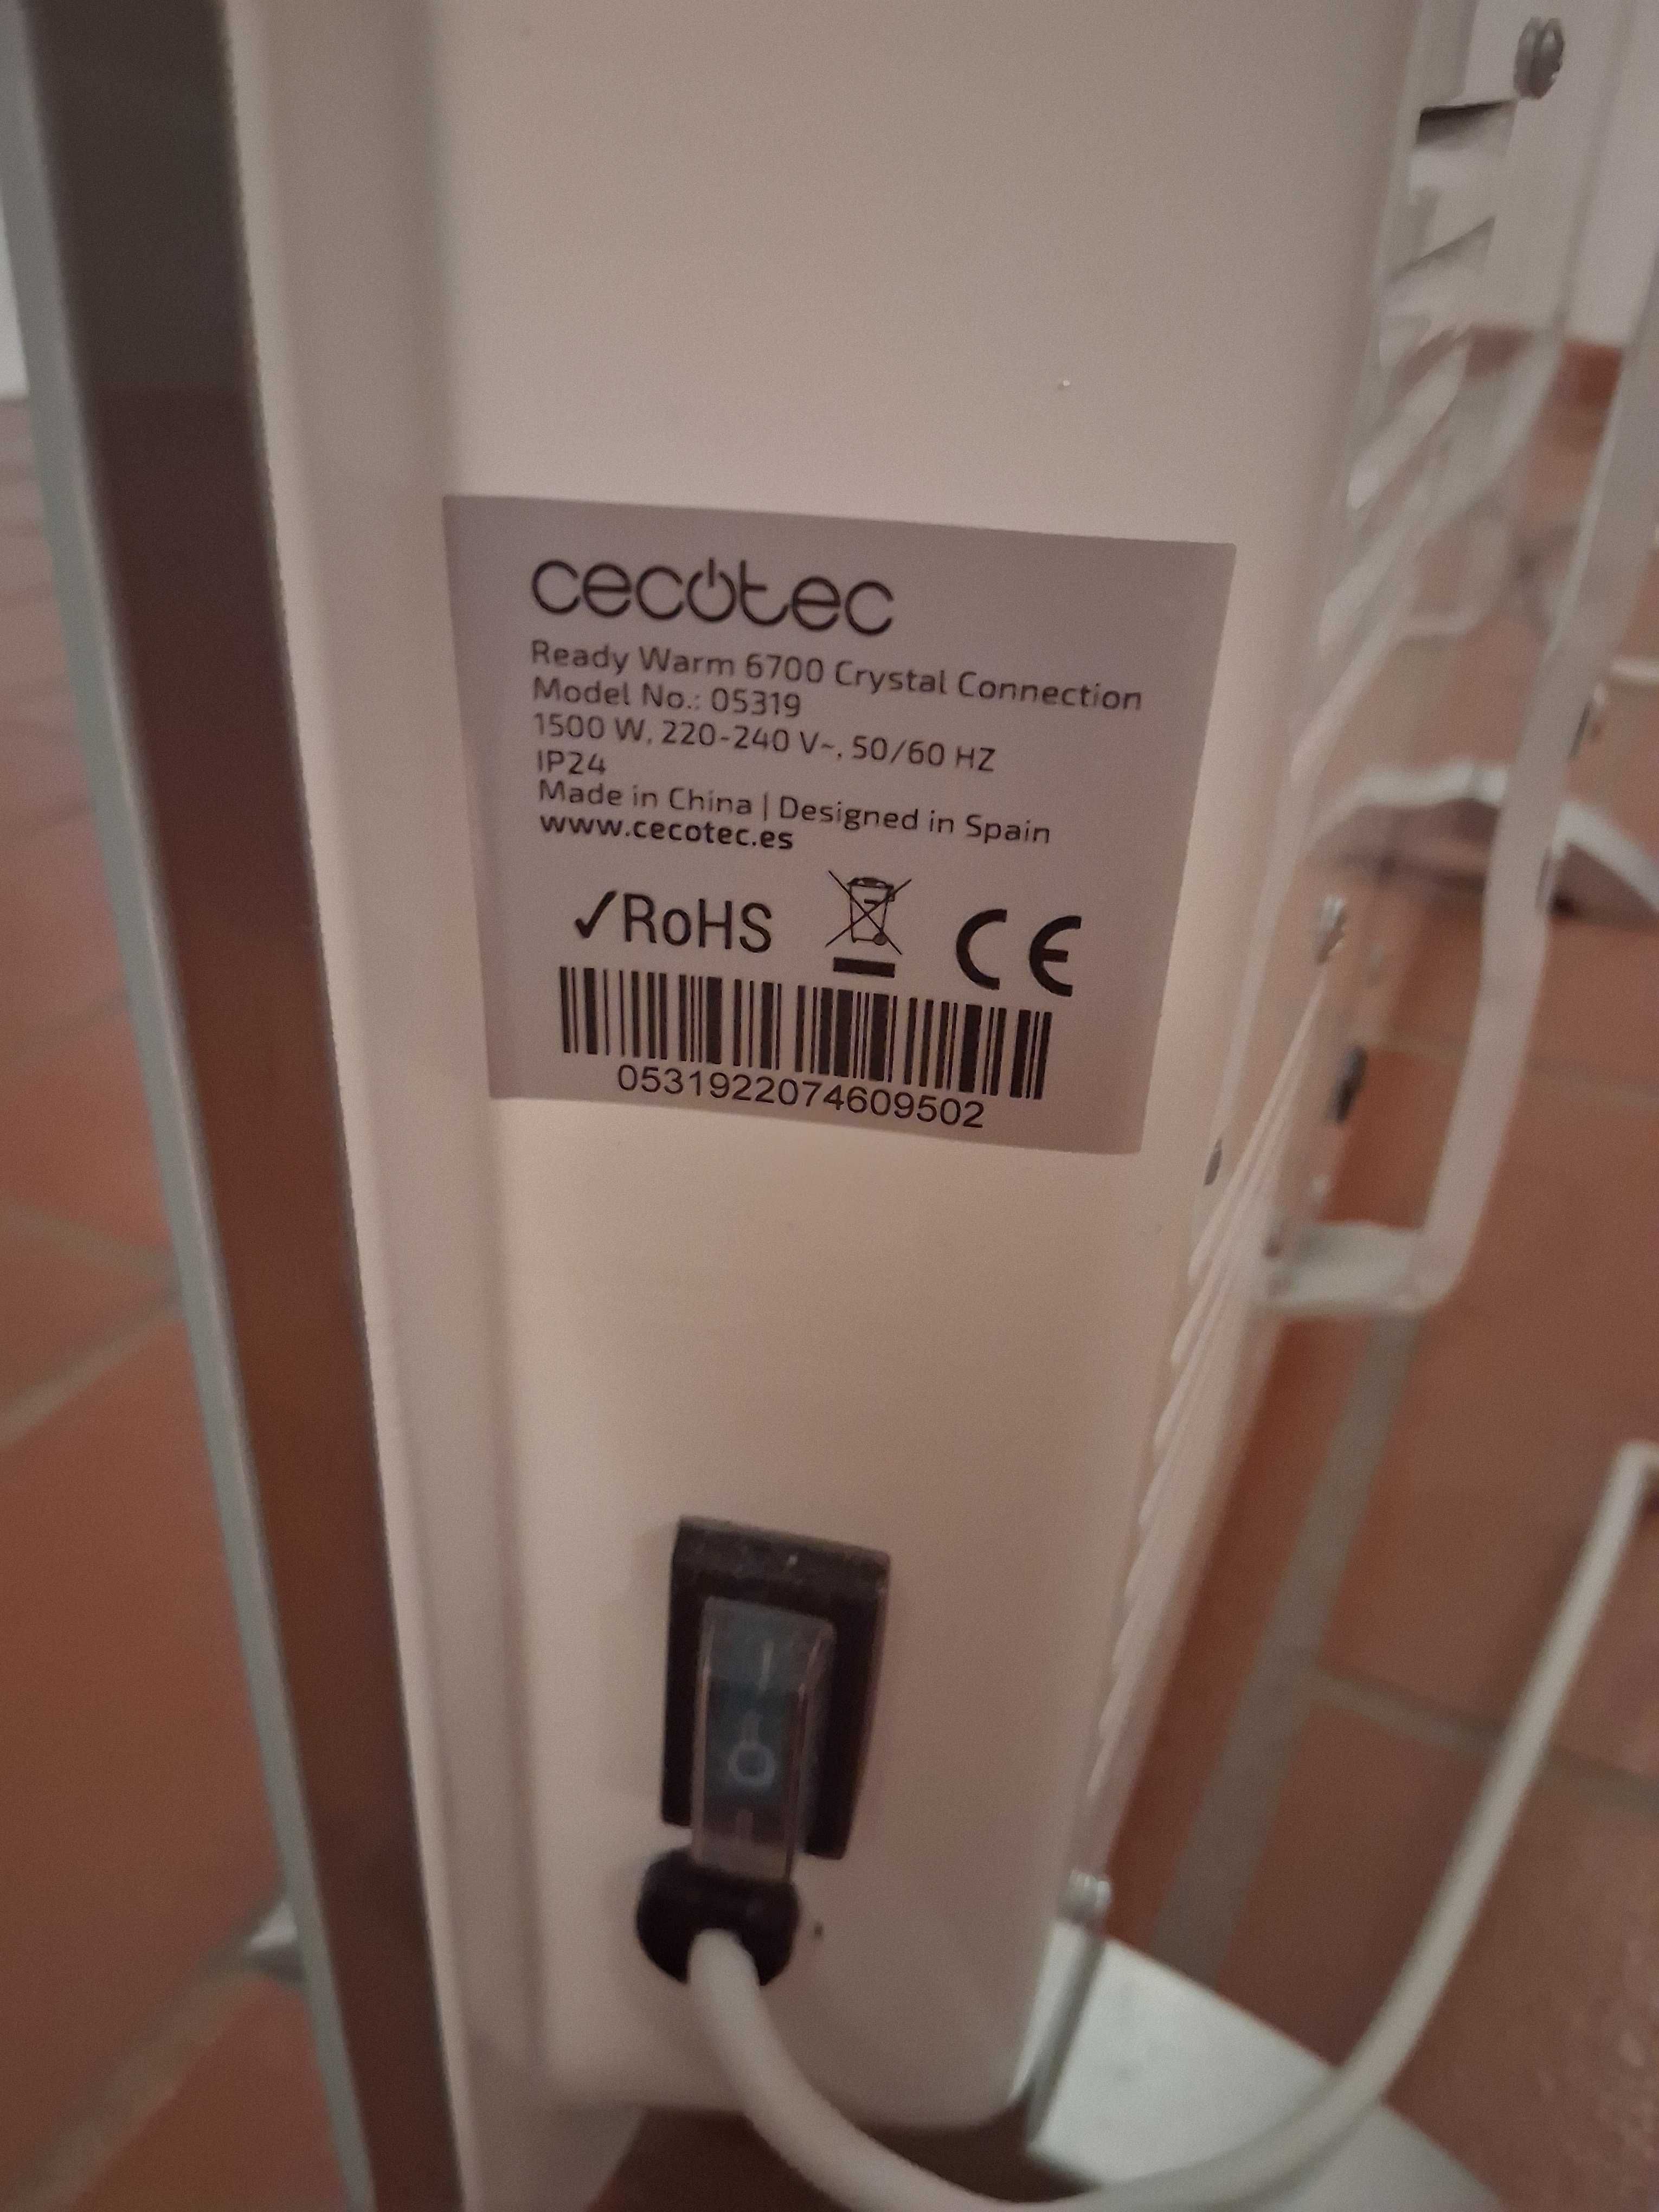 cecotec
Ready Warm 6700 Crystal Connection
Model No.: 05319
1500 W, 220-240 V~, 50/60 HZ
IP24
Made in China | Designed in Spain
www.cecotec.es
✓RoHS CE
0531922074609502